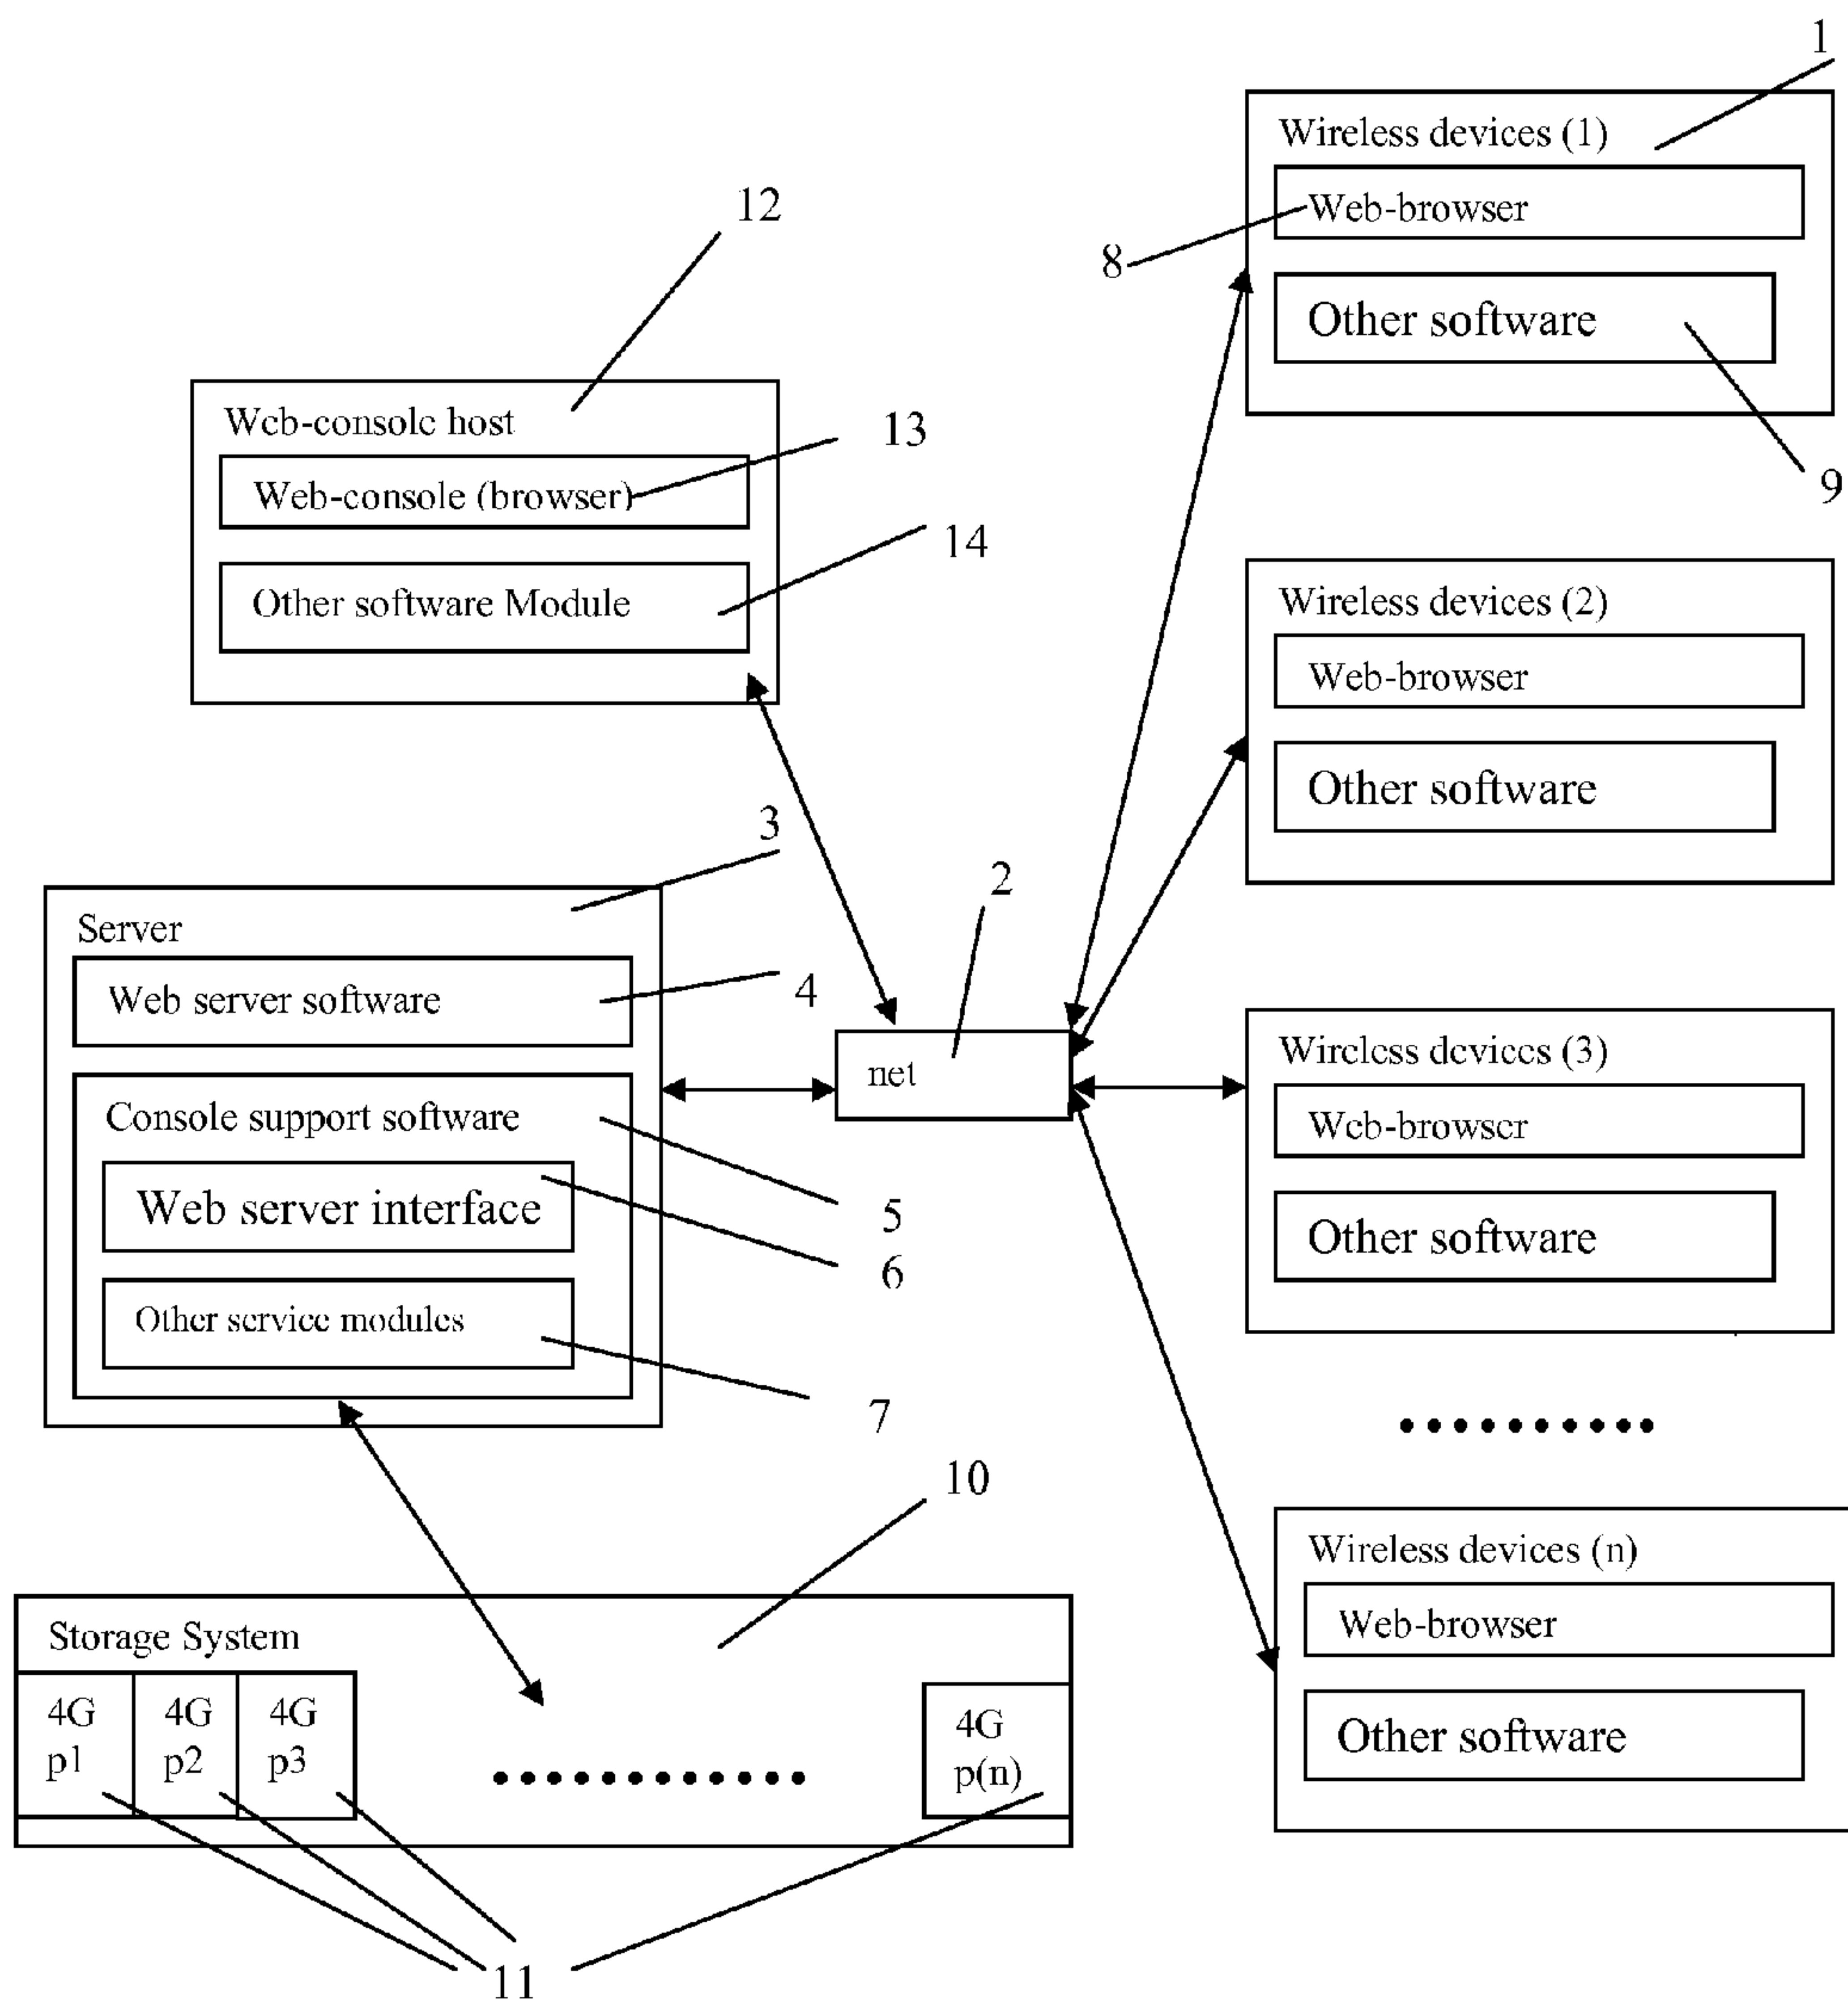 1
Wireless devices (1)
Web-browser
8
Other software
9
12
Web-console host
13
Web-console (browser)
14
Other software Module
Wireless devices (2)
Web-browser
Other software
3
Server
4
Web server software
2
net
Console support software
5
Web server interface
6
Other service modules
7
Wireless devices (3)
Web-browser
Other software
••••••••••
10
Storage System
4G
p1
4G
p2
4G
p3
••••••••••••
4G
p(n)
11
Wireless devices (n)
Web-browser
Other software